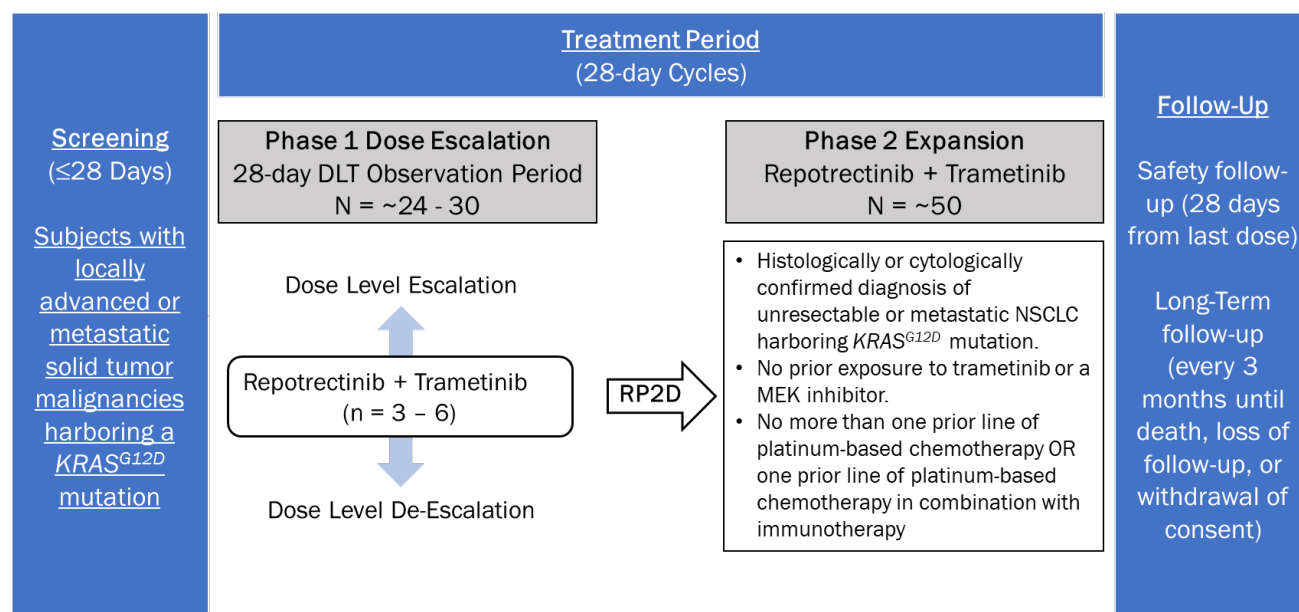 Screening
(≤28 Days)
Subjects with
locally
advanced or
metastatic
solid tumor
malignancies
harboring a
KRASG12D
mutation
Treatment Period
(28-day Cycles)
Phase 1 Dose Escalation
28-day DLT Observation Period
N = ~24 - 30
Dose Level Escalation
Repotrectinib + Trametinib
(n = 3 – 6)
Dose Level De-Escalation
RP2D
Phase 2 Expansion
Repotrectinib + Trametinib
N = ~50
• Histologically or cytologically
confirmed diagnosis of
unresectable or metastatic NSCLC
harboring KRASG12D mutation.
• No prior exposure to trametinib or a
MEK inhibitor.
• No more than one prior line of
platinum-based chemotherapy OR
one prior line of platinum-based
chemotherapy in combination with
immunotherapy
Follow-Up
Safety follow-
up (28 days
from last dose)
Long-Term
follow-up
(every 3
months until
death, loss of
follow-up, or
withdrawal of
consent)